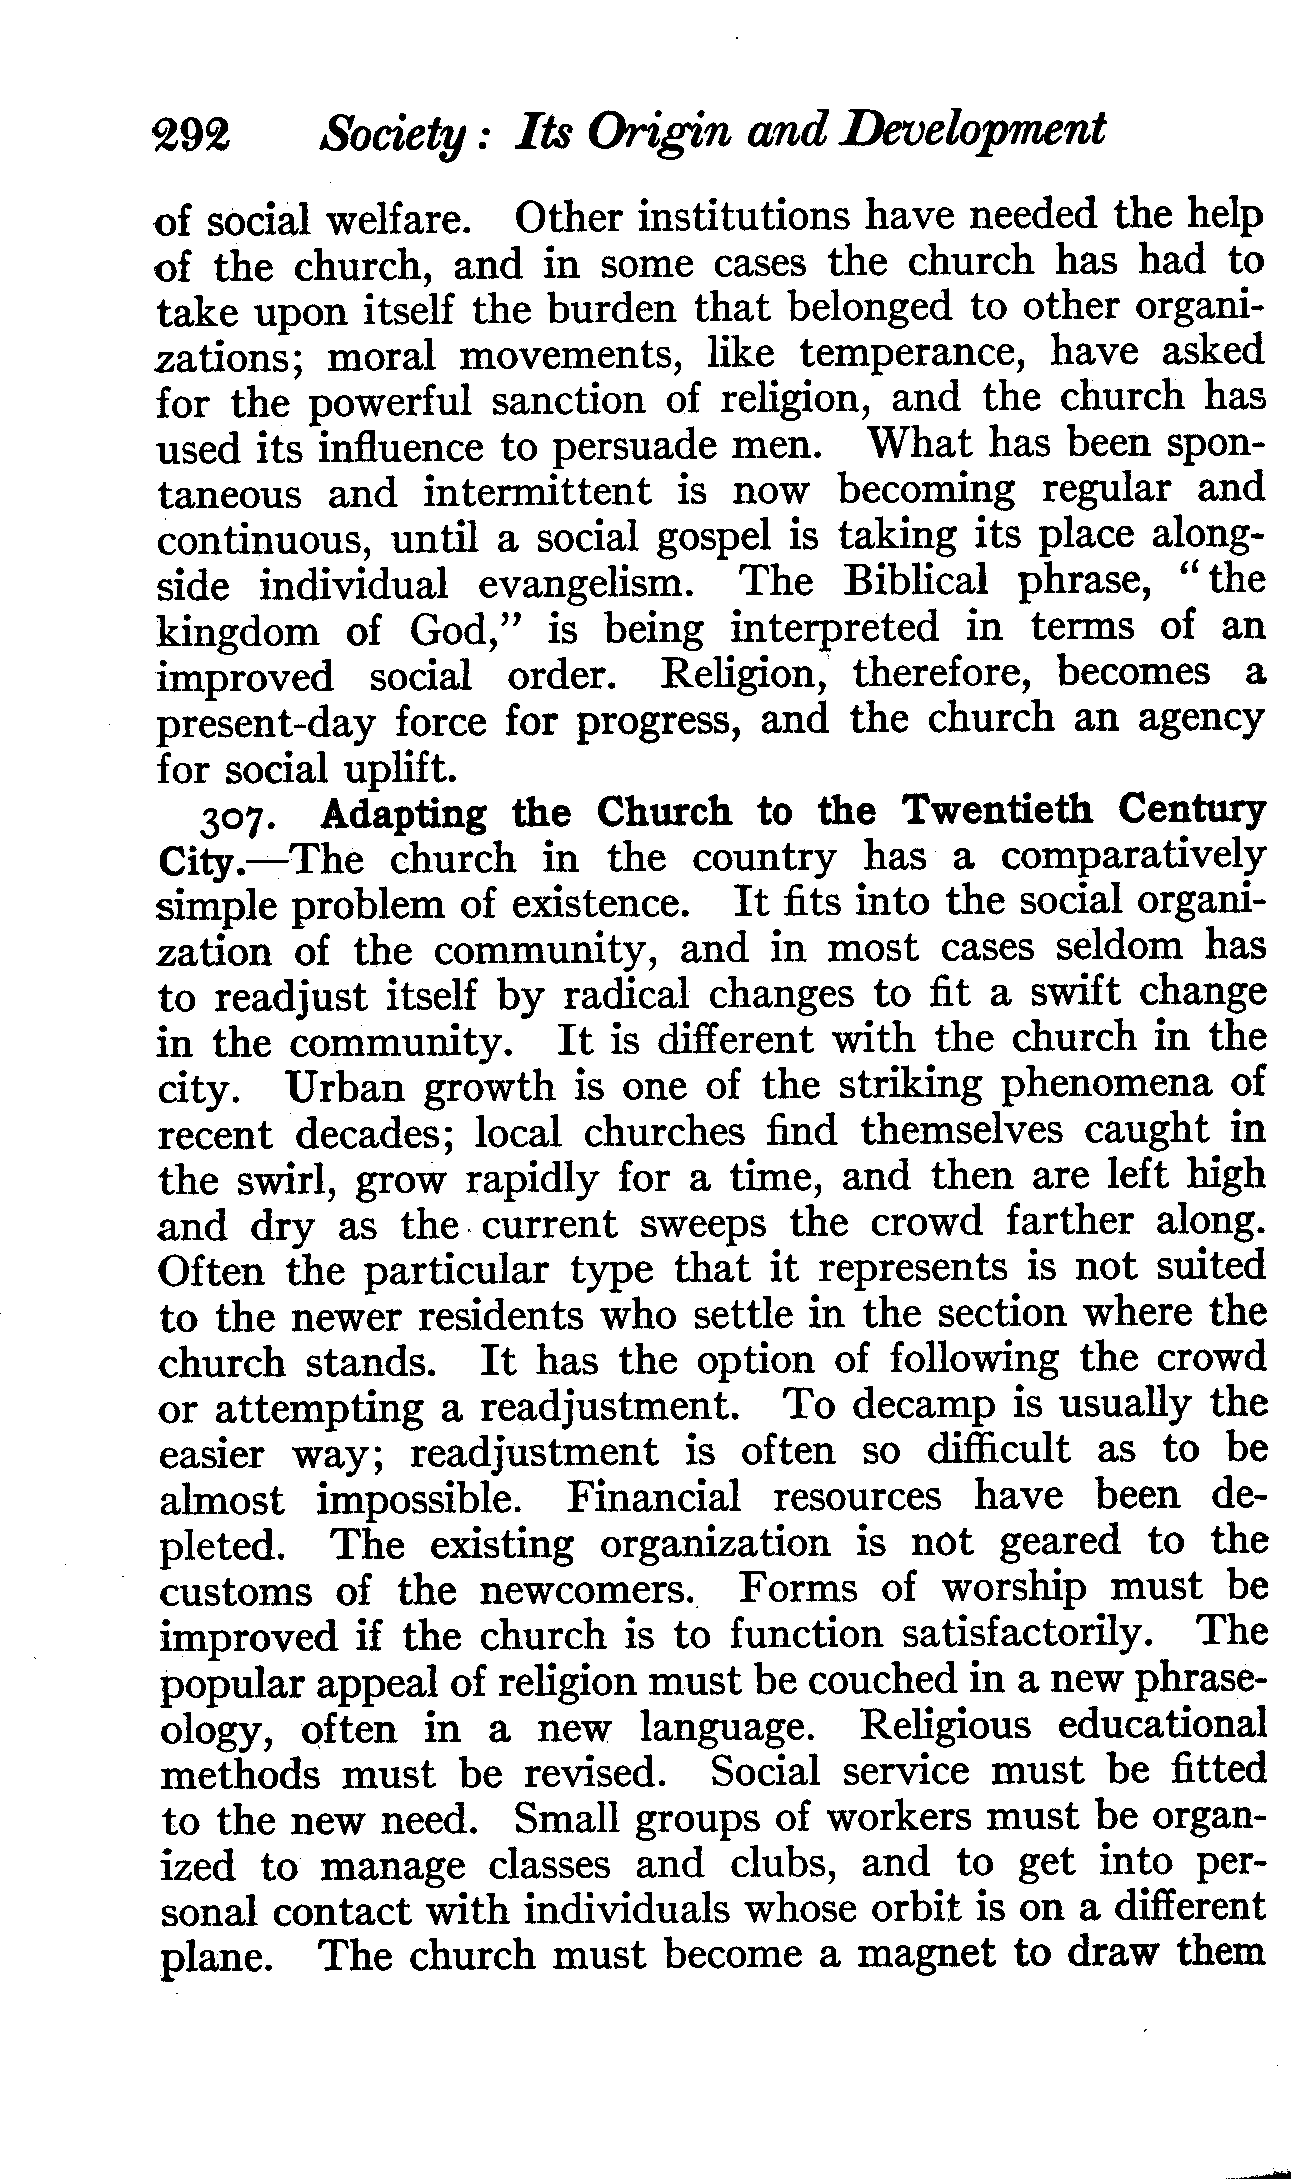 292 Society: Its Origin and Development
of social welfare. Other institutions have needed the help
of the church, and in some cases the church has had to
take upon itself the burden that belonged to other organi-
zations; moral movements, like temperance, have asked
for the powerful sanction of religion, and the church has
used its influence to persuade men. What has been spon-
taneous and intermittent is now becoming regular and
continuous, until a social gospel is taking its place along-
side individual evangelism. The Biblical phrase, "the
kingdom of God," is being interpreted in terms of an
improved social order. Religion, therefore, becomes a
present-day force for progress, and the church an agency
for social uplift.
307. Adapting the Church to the Twentieth Century
City.—The church in the country has a comparatively
simple problem of existence. It fits into the social organi-
zation of the community, and in most cases seldom has
to readjust itself by radical changes to fit a swift change
in the community. It is different with the church in the
city. Urban growth is one of the striking phenomena of
recent decades; local churches find themselves caught in
the swirl, grow rapidly for a time, and then are left high
and dry as the current sweeps the crowd farther along.
Often the particular type that it represents is not suited
to the newer residents who settle in the section where the
church stands. It has the option of following the crowd
or attempting a readjustment. To decamp is usually the
easier way; readjustment is often so difficult as to be
almost impossible. Financial resources have been de-
pleted. The existing organization is not geared to the
customs of the newcomers. Forms of worship must be
improved if the church is to function satisfactorily. The
popular appeal of religion must be couched in a new phrase-
ology, often in a new language. Religious educational
methods must be revised. Social service must be fitted
to the new need. Small groups of workers must be organ-
ized to manage classes and clubs, and to get into per-
sonal contact with individuals whose orbit is on a different
plane. The church must become a magnet to draw them